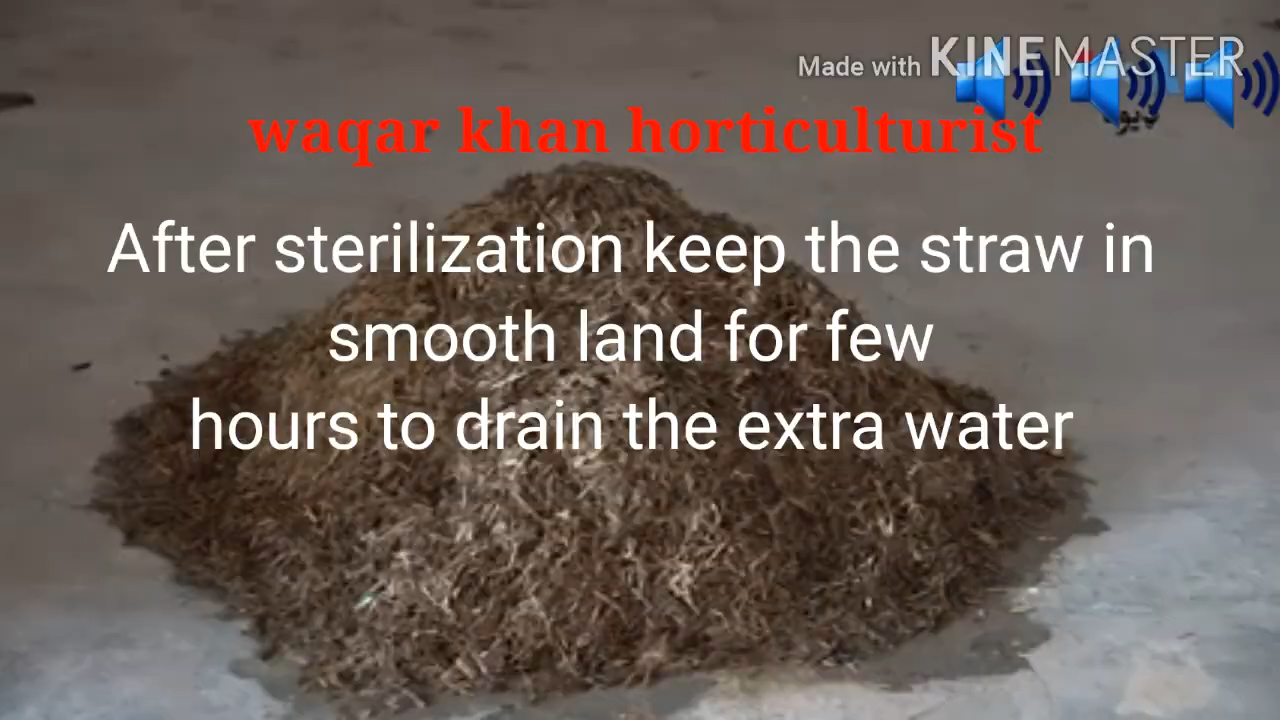 Made with KINEMASTER
waqar khan horticulturist
After sterilization keep the straw in
smooth land for few
hours to drain the extra water